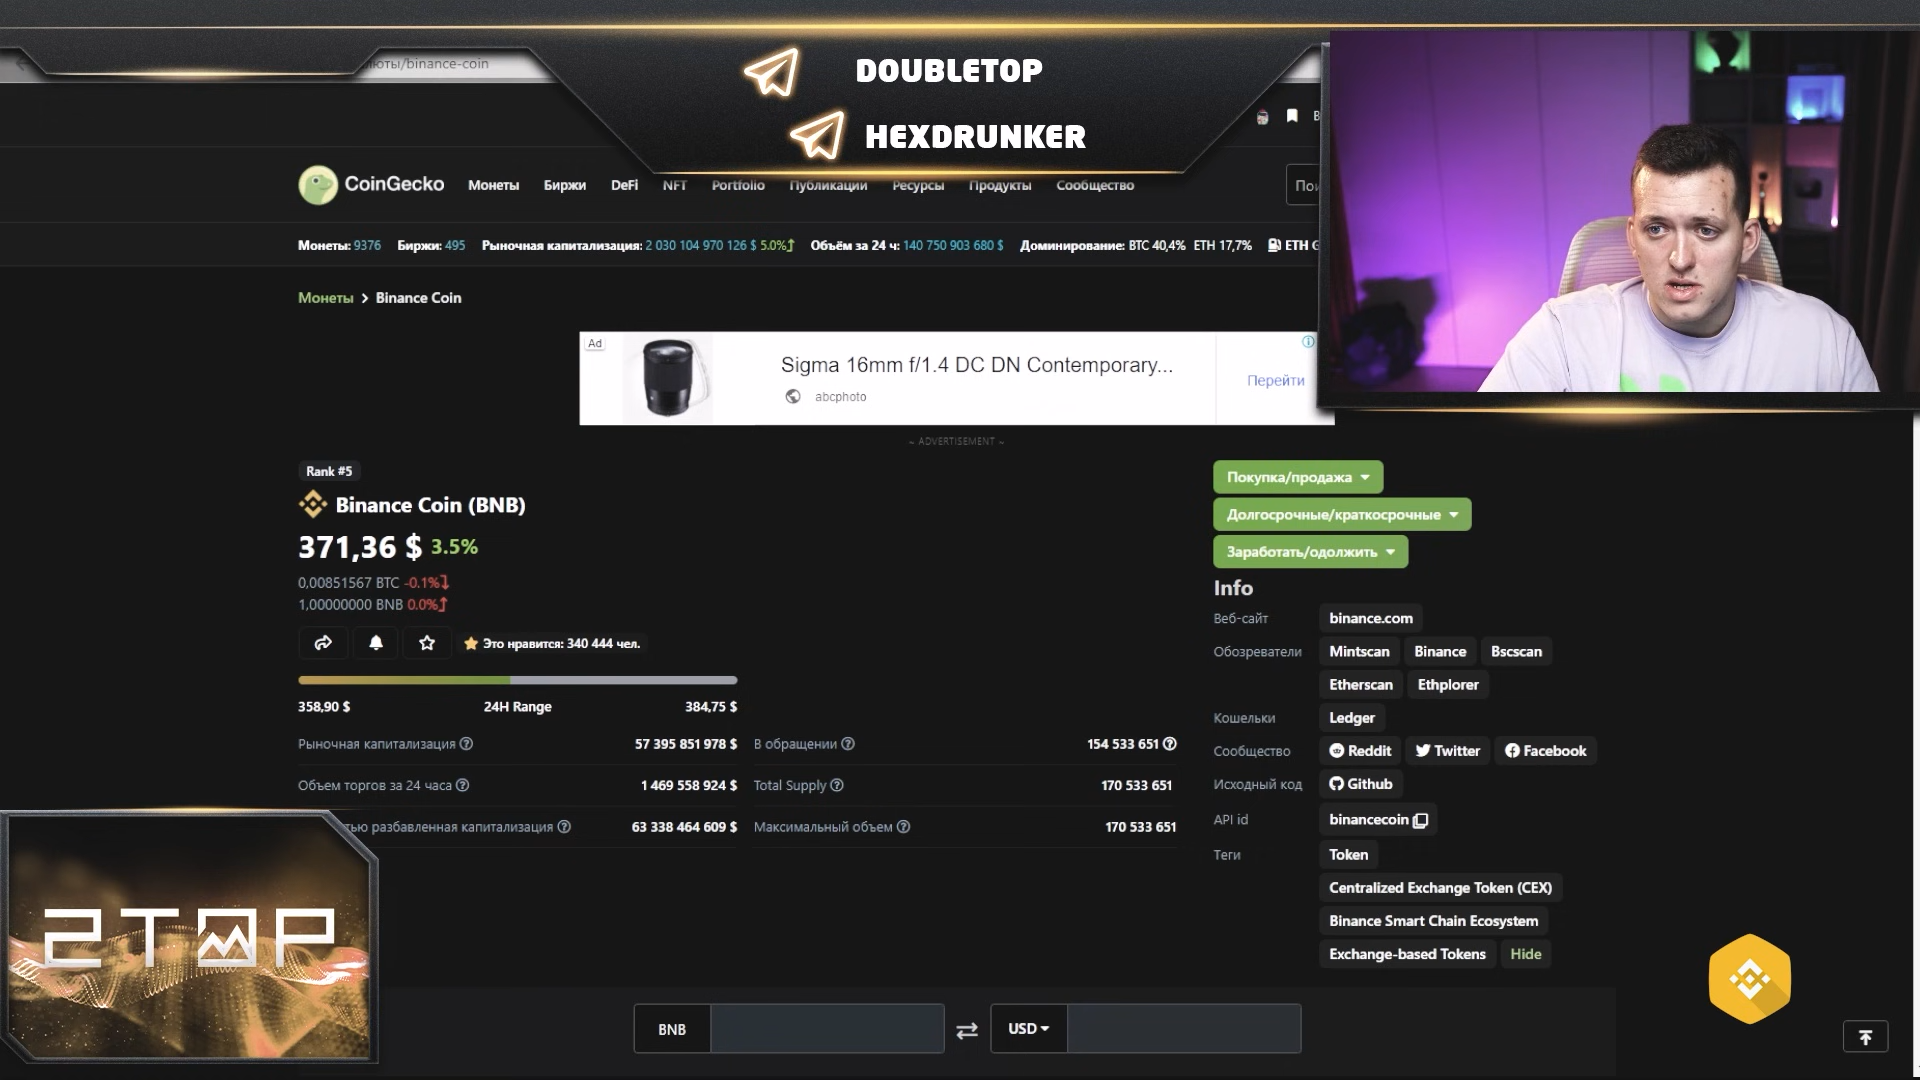 DOUBLETOP
HEXDRUNKER
юты/binance-coin
CoinGecko Монеты Биржи DeFi NFT Portfolio Публикации Ресурсы Продукты Сообщество
Монеты: 9376 Биржи: 495 Рыночная капитализация: 2 030 104 970 126 $ 5.0% Объём за 24 ч: 140 750 903 680 $ Доминирование: BTC 40,4% ETH 17,7% ETH
Монеты > Binance Coin
Ad
Sigma 16mm f/1.4 DC DN Contemporary...
abcphoto
Перейти
~ ADVERTISEMENT ~
Rank #5
Binance Coin (BNB)
371,36 $ 3.5%
0,00851567 BTC -0.1%
1,00000000 BNB 0.0%
Это нравится: 340 444 чел.
358,90 $ 24H Range 384,75 $
Рыночная капитализация 57 395 851 978 $
Объем торгов за 24 часа 1 469 558 924 $
тью разбавленная капитализация 63 338 464 609 $
В обращении 154 533 651
Total Supply 170 533 651
Максимальный объем 170 533 651
Покупка/продажа
Долгосрочные/краткосрочные
Заработать/одолжить
Info
Веб-сайт binance.com
Обозреватели Mintscan Binance Bscscan
Etherscan Ethplorer
Кошельки Ledger
Сообщество Reddit Twitter Facebook
Исходный код Github
API id binancecoin
Теги Token
Centralized Exchange Token (CEX)
Binance Smart Chain Ecosystem
Exchange-based Tokens Hide
2TOP
BNB USD